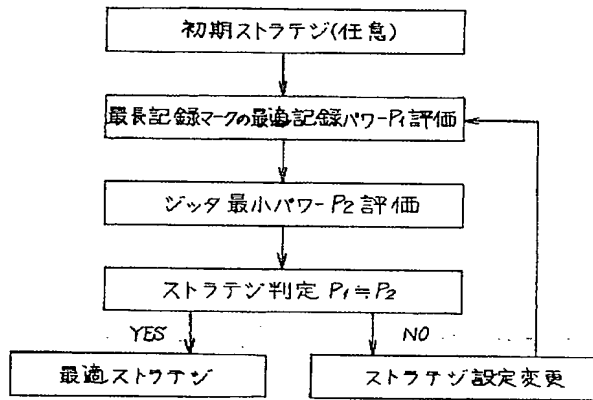 初期ストラテジ(任意)
最長記録マークの最適記録パワーP1評価
ジッタ最小パワーP2評価
ストラテジ判定 P1≒P2
YES
NO
最適ストラテジ
ストラテジ設定変更